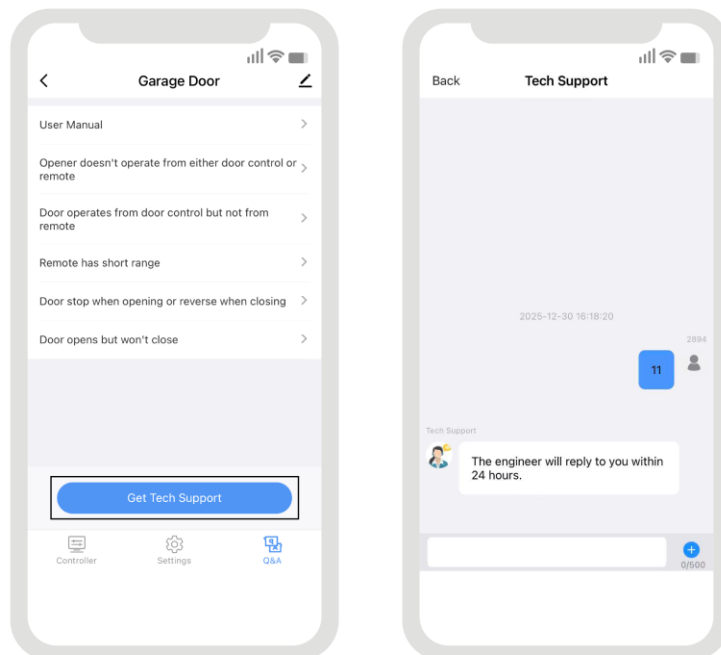 Garage Door
User Manual
Opener doesn't operate from either door control or
remote
Door operates from door control but not from
remote
Remote has short range
Door stop when opening or reverse when closing
Door opens but won't close
Get Tech Support
Controller
Settings
Q&A
Back
Tech Support
2025-12-30 16:18:20
2894
11
Tech Support
The engineer will reply to you within
24 hours.
0/500